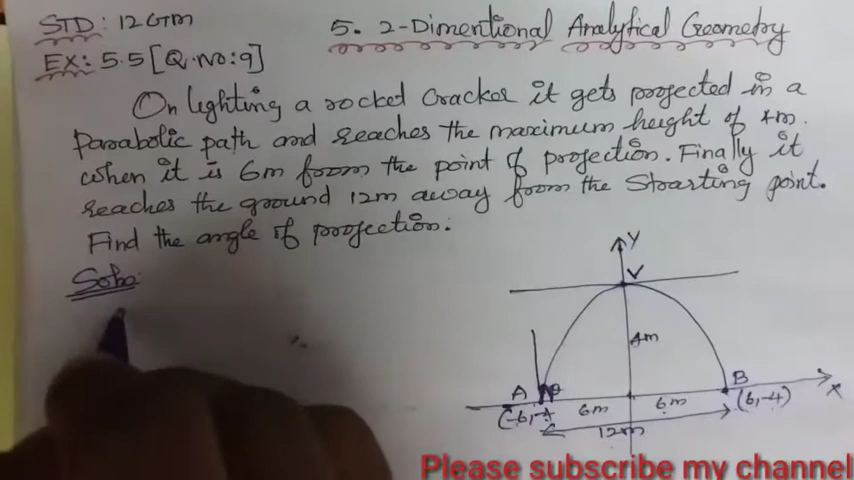 STD: 12GTM
5. 2-Dimentional Analytical Geometry
EX: 5.5 [Q.NO:9]
On lighting a rocket cracker it gets projected in a
Parabolic path and reaches the maximum height of 4m.
when it is 6m from the point of projection. Finally it
reaches the ground 12m away from the Starting point.
Find the angle of projection.
Soln:
Y
V
4m
A
B
(-6,-4
6m
6m
(6,-4)
X
12m
Please subscribe my channel